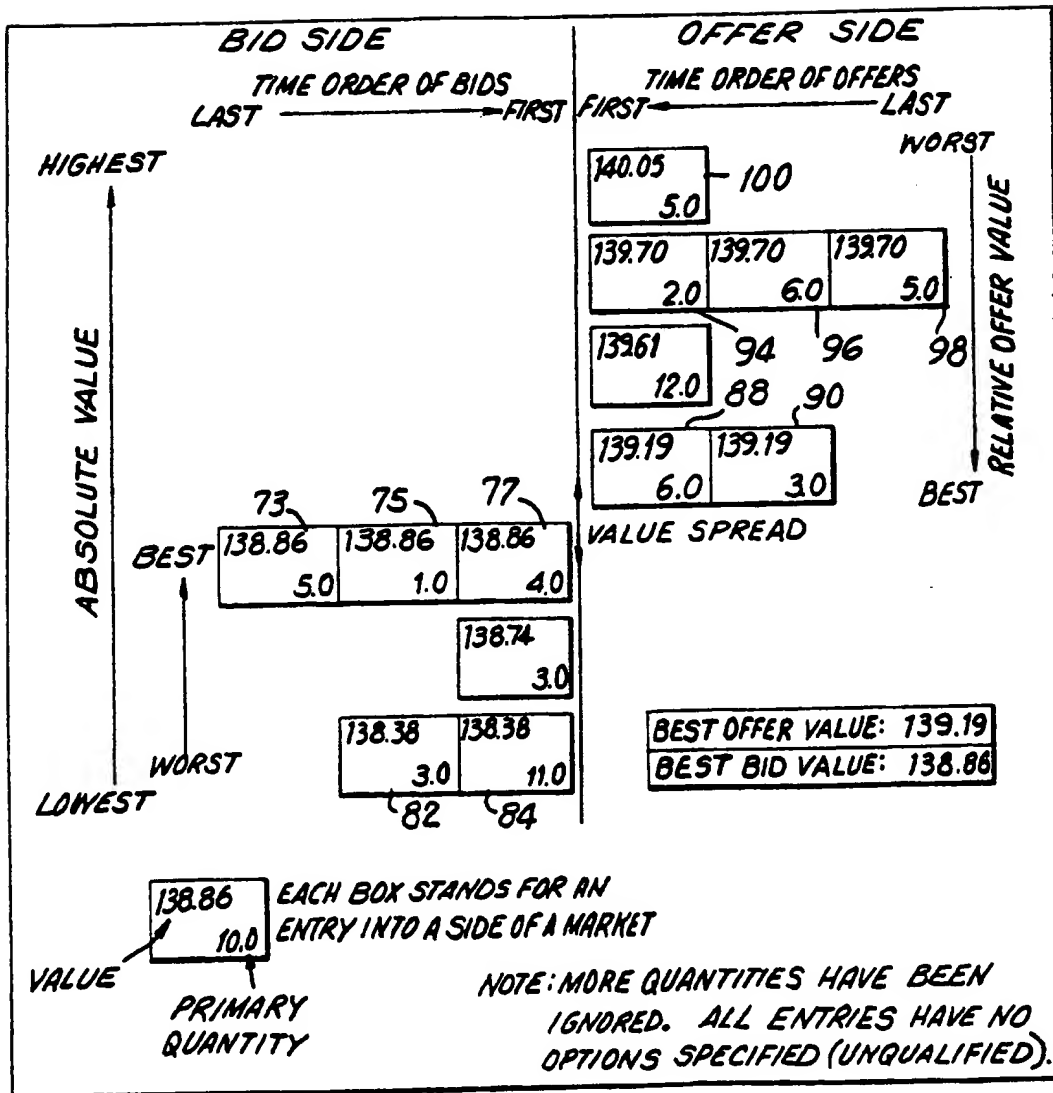 BID SIDE
TIME ORDER OF BIDS
LAST FIRST
OFFER SIDE
TIME ORDER OF OFFERS
FIRST LAST
HIGHEST
ABSOLUTE VALUE
LOWEST
WORST
RELATIVE OFFER VALUE
BEST
140.05
5.0
100
139.70 139.70 139.70
2.0 6.0 5.0
94 96 98
139.61
12.0
88 90
139.19 139.19
6.0 3.0
VALUE SPREAD
73 75 77
BEST
138.86 138.86 138.86
5.0 1.0 4.0
138.74
3.0
WORST
138.38 138.38
3.0 11.0
82 84
BEST OFFER VALUE: 139.19
BEST BID VALUE: 138.86
138.86
10.0
VALUE
PRIMARY
QUANTITY
EACH BOX STANDS FOR AN
ENTRY INTO A SIDE OF A MARKET
NOTE: MORE QUANTITIES HAVE BEEN
IGNORED. ALL ENTRIES HAVE NO
OPTIONS SPECIFIED (UNQUALIFIED).